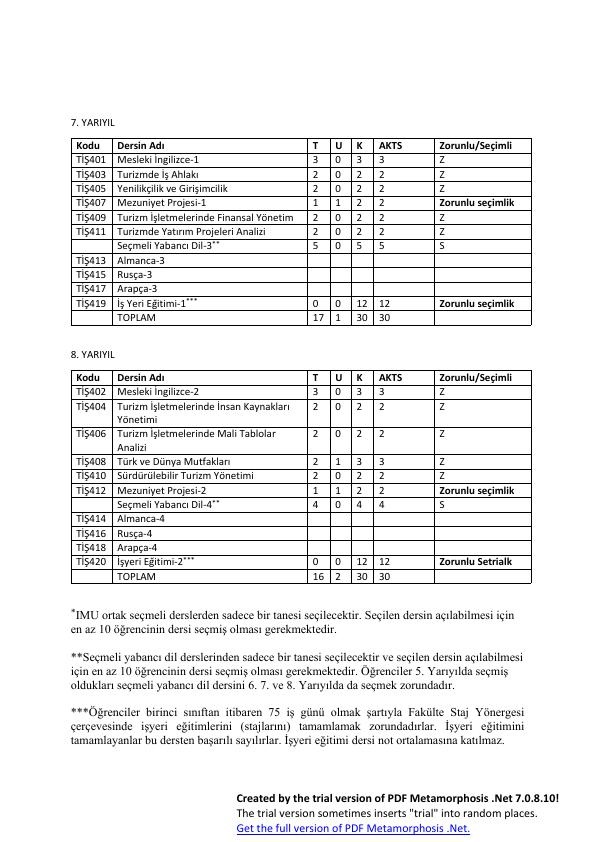 7. YARIYIL
Kodu Dersin Adı T U K AKTS Zorunlu/Seçimli
TİŞ401 Mesleki İngilizce-1 3 0 3 3 Z
TİŞ403 Turizmde İş Ahlakı 2 0 2 2 Z
TİŞ405 Yenilikçilik ve Girişimcilik 2 0 2 2 Z
TİŞ407 Mezuniyet Projesi-1 1 1 2 2 Zorunlu seçimlik
TİŞ409 Turizm İşletmelerinde Finansal Yönetim 2 0 2 2 Z
TİŞ411 Turizmde Yatırım Projeleri Analizi 2 0 2 2 Z
Seçmeli Yabancı Dil-3** 5 0 5 5 S
TİŞ413 Almanca-3
TİŞ415 Rusça-3
TİŞ417 Arapça-3
TİŞ419 İş Yeri Eğitimi-1*** 0 0 12 12 Zorunlu seçimlik
TOPLAM 17 1 30 30
8. YARIYIL
Kodu Dersin Adı T U K AKTS Zorunlu/Seçimli
TİŞ402 Mesleki İngilizce-2 3 0 3 3 Z
TİŞ404 Turizm İşletmelerinde İnsan Kaynakları 2 0 2 2 Z
Yönetimi
TİŞ406 Turizm İşletmelerinde Mali Tablolar 2 0 2 2 Z
Analizi
TİŞ408 Türk ve Dünya Mutfakları 2 1 3 3 Z
TİŞ410 Sürdürülebilir Turizm Yönetimi 2 0 2 2 Z
TİŞ412 Mezuniyet Projesi-2 1 1 2 2 Zorunlu seçimlik
Seçmeli Yabancı Dil-4** 4 0 4 4 S
TİŞ414 Almanca-4
TİŞ416 Rusça-4
TİŞ418 Arapça-4
TİŞ420 İşyeri Eğitimi-2*** 0 0 12 12 Zorunlu Setrialk
TOPLAM 16 2 30 30
*IMU ortak seçmeli derslerden sadece bir tanesi seçilecektir. Seçilen dersin açılabilmesi için
en az 10 öğrencinin dersi seçmiş olması gerekmektedir.
**Seçmeli yabancı dil derslerinden sadece bir tanesi seçilecektir ve seçilen dersin açılabilmesi
için en az 10 öğrencinin dersi seçmiş olması gerekmektedir. Öğrenciler 5. Yarıyılda seçmiş
oldukları seçmeli yabancı dil dersini 6. 7. ve 8. Yarıyılda da seçmek zorundadır.
***Öğrenciler birinci sınıftan itibaren 75 iş günü olmak şartıyla Fakülte Staj Yönergesi
çerçevesinde işyeri eğitimlerini (stajlarını) tamamlamak zorundadırlar. İşyeri eğitimini
tamamlayanlar bu dersten başarılı sayılırlar. İşyeri eğitimi dersi not ortalamasına katılmaz.
Created by the trial version of PDF Metamorphosis .Net 7.0.8.10!
The trial version sometimes inserts "trial" into random places.
Get the full version of PDF Metamorphosis .Net.